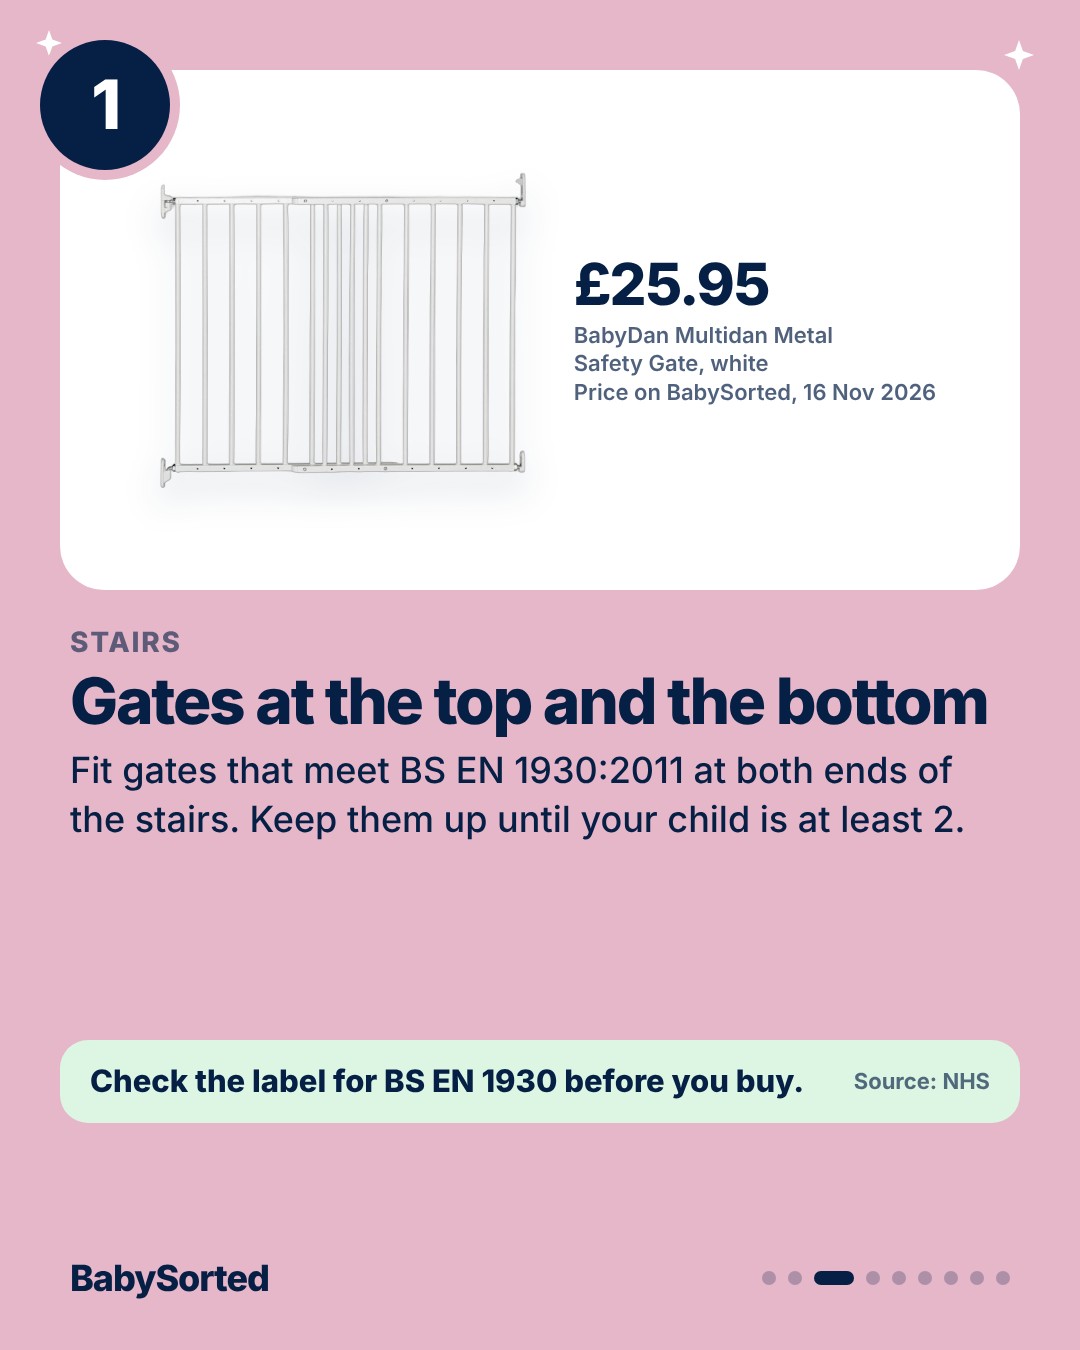 1
£25.95
BabyDan Multidan Metal
Safety Gate, white
Price on BabySorted, 16 Nov 2026
STAIRS
Gates at the top and the bottom
Fit gates that meet BS EN 1930:2011 at both ends of
the stairs. Keep them up until your child is at least 2.
Check the label for BS EN 1930 before you buy.
Source: NHS
BabySorted